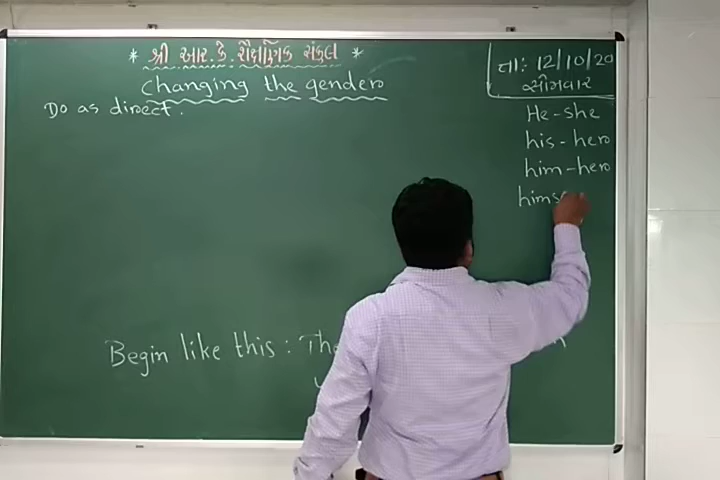 * શ્રી આર. કે. શૈક્ષણિક સંકુલ *
તા: 12/10/20
સોમવાર
changing the gender
Do as direct.
He - she
his - her
him - her
Begin like this :